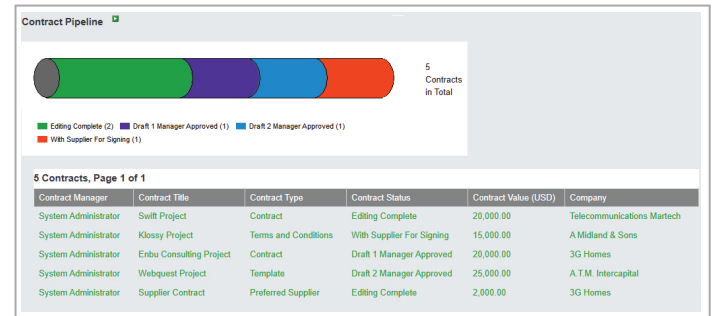 Contract Pipeline
5
Contracts
in Total
Editing Complete (2) Draft 1 Manager Approved (1) Draft 2 Manager Approved (1)
With Supplier For Signing (1)
5 Contracts, Page 1 of 1
Contract Manager Contract Title Contract Type Contract Status Contract Value (USD) Company
System Administrator Swift Project Contract Editing Complete 20,000.00 Telecommunications Martech
System Administrator Klossy Project Terms and Conditions With Supplier For Signing 15,000.00 A Midland & Sons
System Administrator Enbu Consulting Project Contract Draft 1 Manager Approved 20,000.00 3G Homes
System Administrator Webquest Project Template Draft 2 Manager Approved 25,000.00 A.T.M. Intercapital
System Administrator Supplier Contract Preferred Supplier Editing Complete 2,000.00 3G Homes